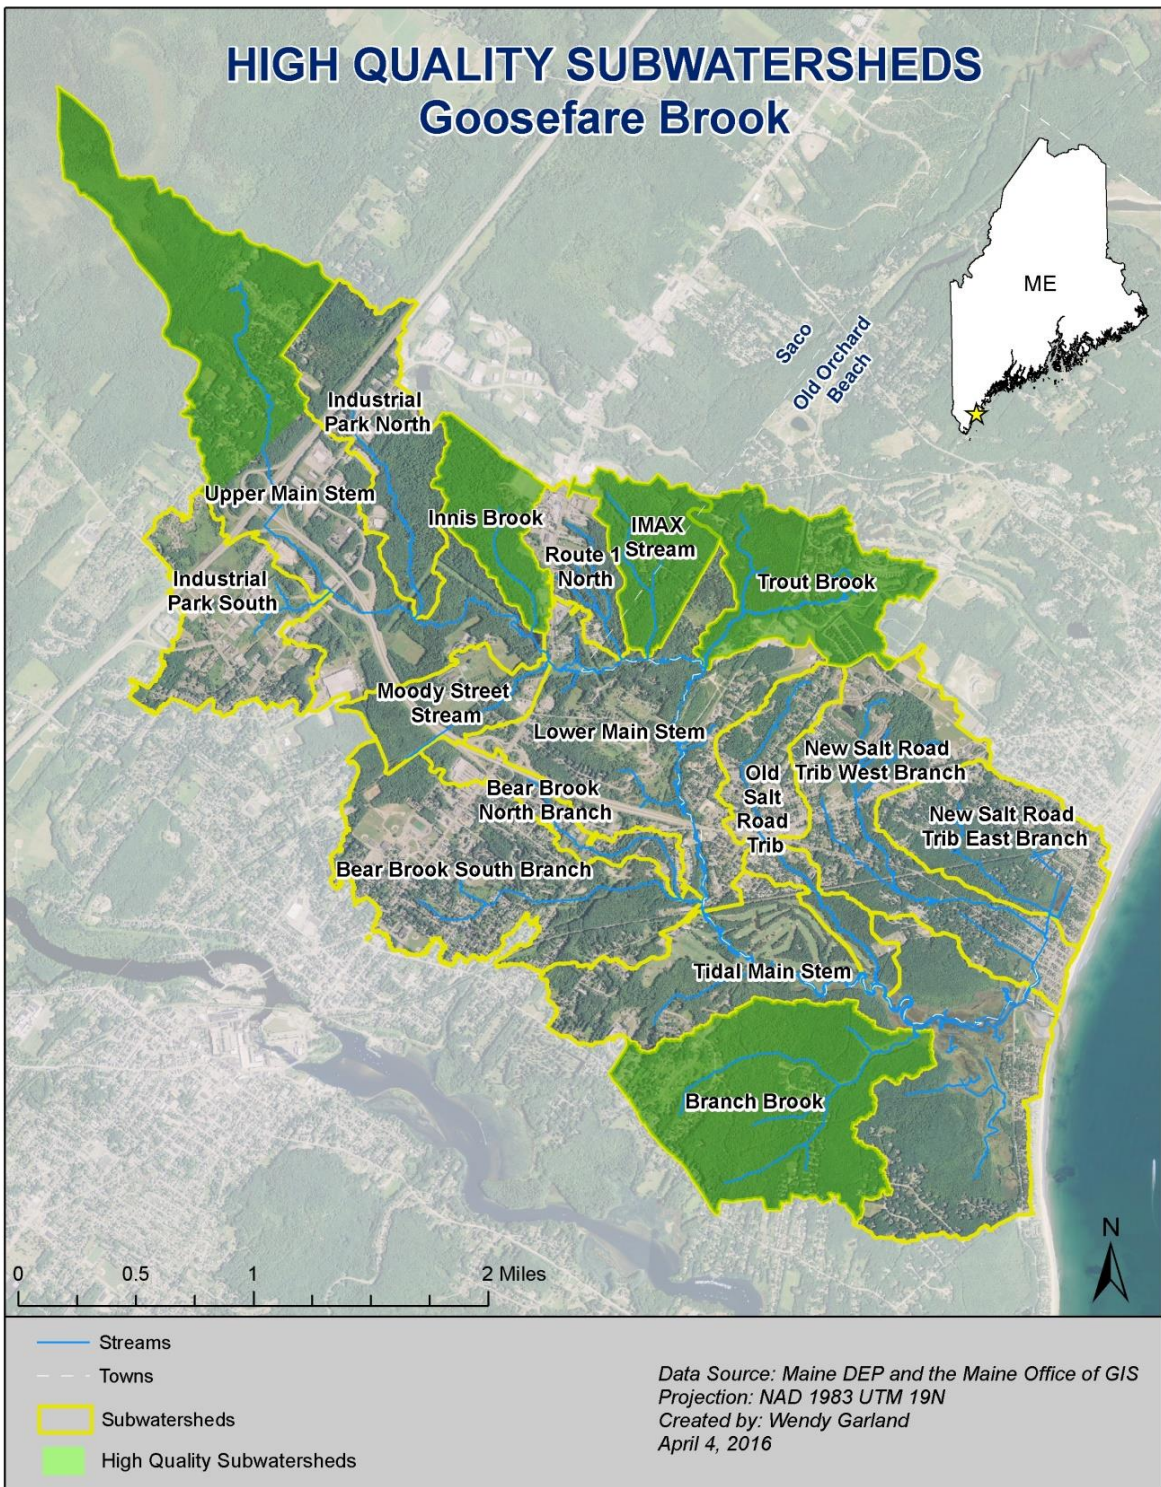 HIGH QUALITY SUBWATERSHEDS
Goosefare Brook
ME
Saco
Old Orchard
Beach
Industrial
Park North
Upper Main Stem
Innis Brook
IMAX
Stream
Route 1
North
Trout Brook
Industrial
Park South
Moody Street
Stream
Lower Main Stem
New Salt Road
Trib West Branch
Old
Salt
Road
Trib
Bear Brook
North Branch
New Salt Road
Trib East Branch
Bear Brook South Branch
Tidal Main Stem
Branch Brook
N
0 0.5 1 2 Miles
Streams
Towns
Subwatersheds
High Quality Subwatersheds
Data Source: Maine DEP and the Maine Office of GIS
Projection: NAD 1983 UTM 19N
Created by: Wendy Garland
April 4, 2016